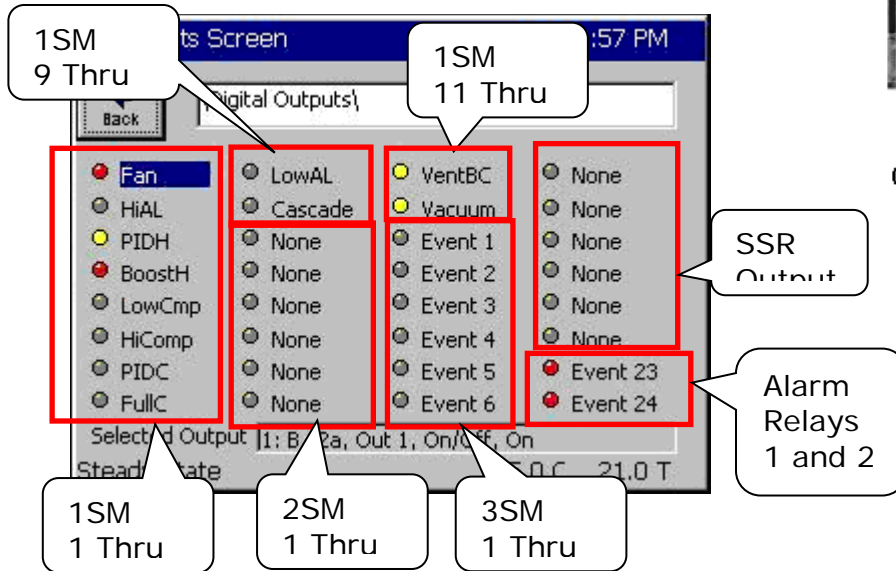 1SM
9 Thru
ts Screen
1SM
11 Thru
:57 PM
Back
Digital Outputs\
Fan
LowAL
VentBC
None
HiAL
Cascade
Vacuum
None
PIDH
None
Event 1
None
BoostH
None
Event 2
None
LowCmp
None
Event 3
None
HiComp
None
Event 4
None
PIDC
None
Event 5
Event 23
FullC
None
Event 6
Event 24
SSR
Output
Alarm
Relays
1 and 2
Selected Output 1: B 2a, Out 1, On/Off, On
Steady State 21.0 T
1SM
1 Thru
2SM
1 Thru
3SM
1 Thru